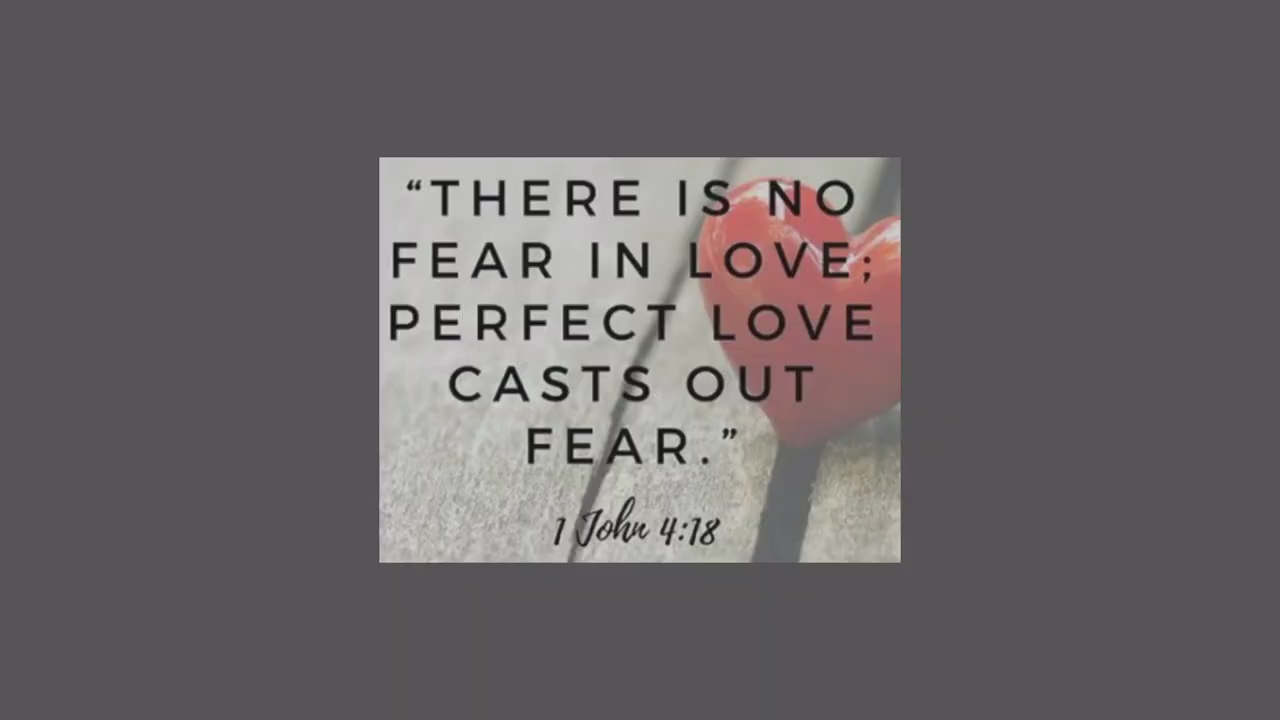 “THERE IS NO
FEAR IN LOVE;
PERFECT LOVE
CASTS OUT
FEAR.”
1 John 4:18